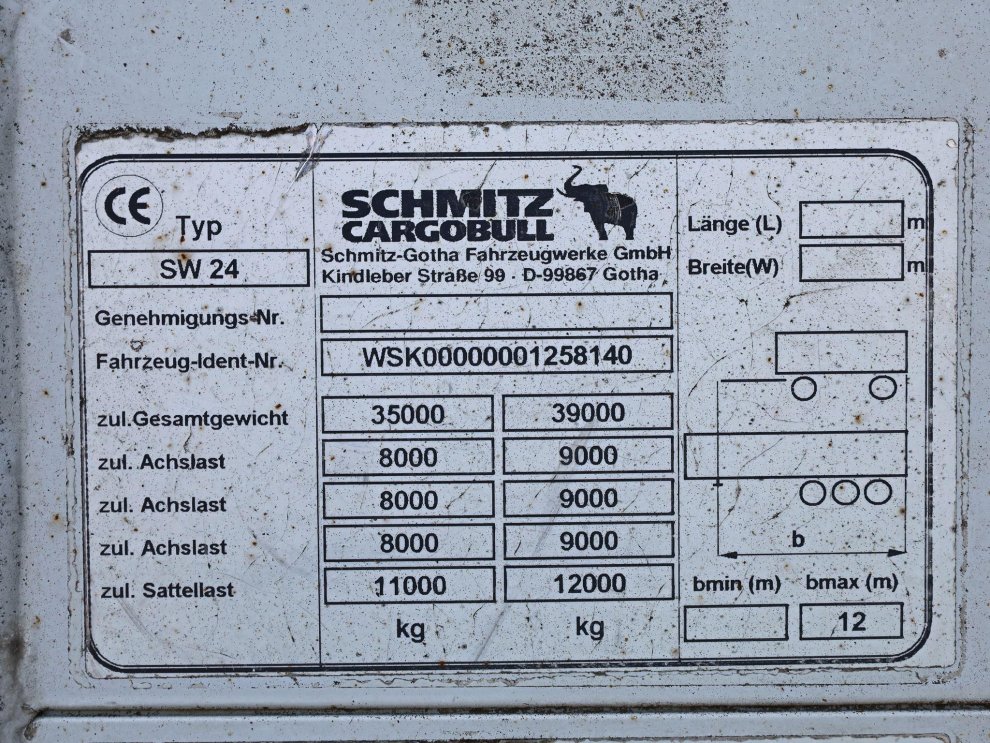 CE
Typ
SW 24
SCHMITZ
CARGOBULL
Schmitz-Gotha Fahrzeugwerke GmbH
Kindleber Straße 99 · D-99867 Gotha
Länge (L) m
Breite(W) m
Genehmigungs-Nr.
Fahrzeug-Ident-Nr. WSK00000001258140
zul.Gesamtgewicht 35000 39000
zul. Achslast 8000 9000
zul. Achslast 8000 9000
zul. Achslast 8000 9000
zul. Sattellast 11000 12000
kg kg
b
bmin (m) bmax (m)
12